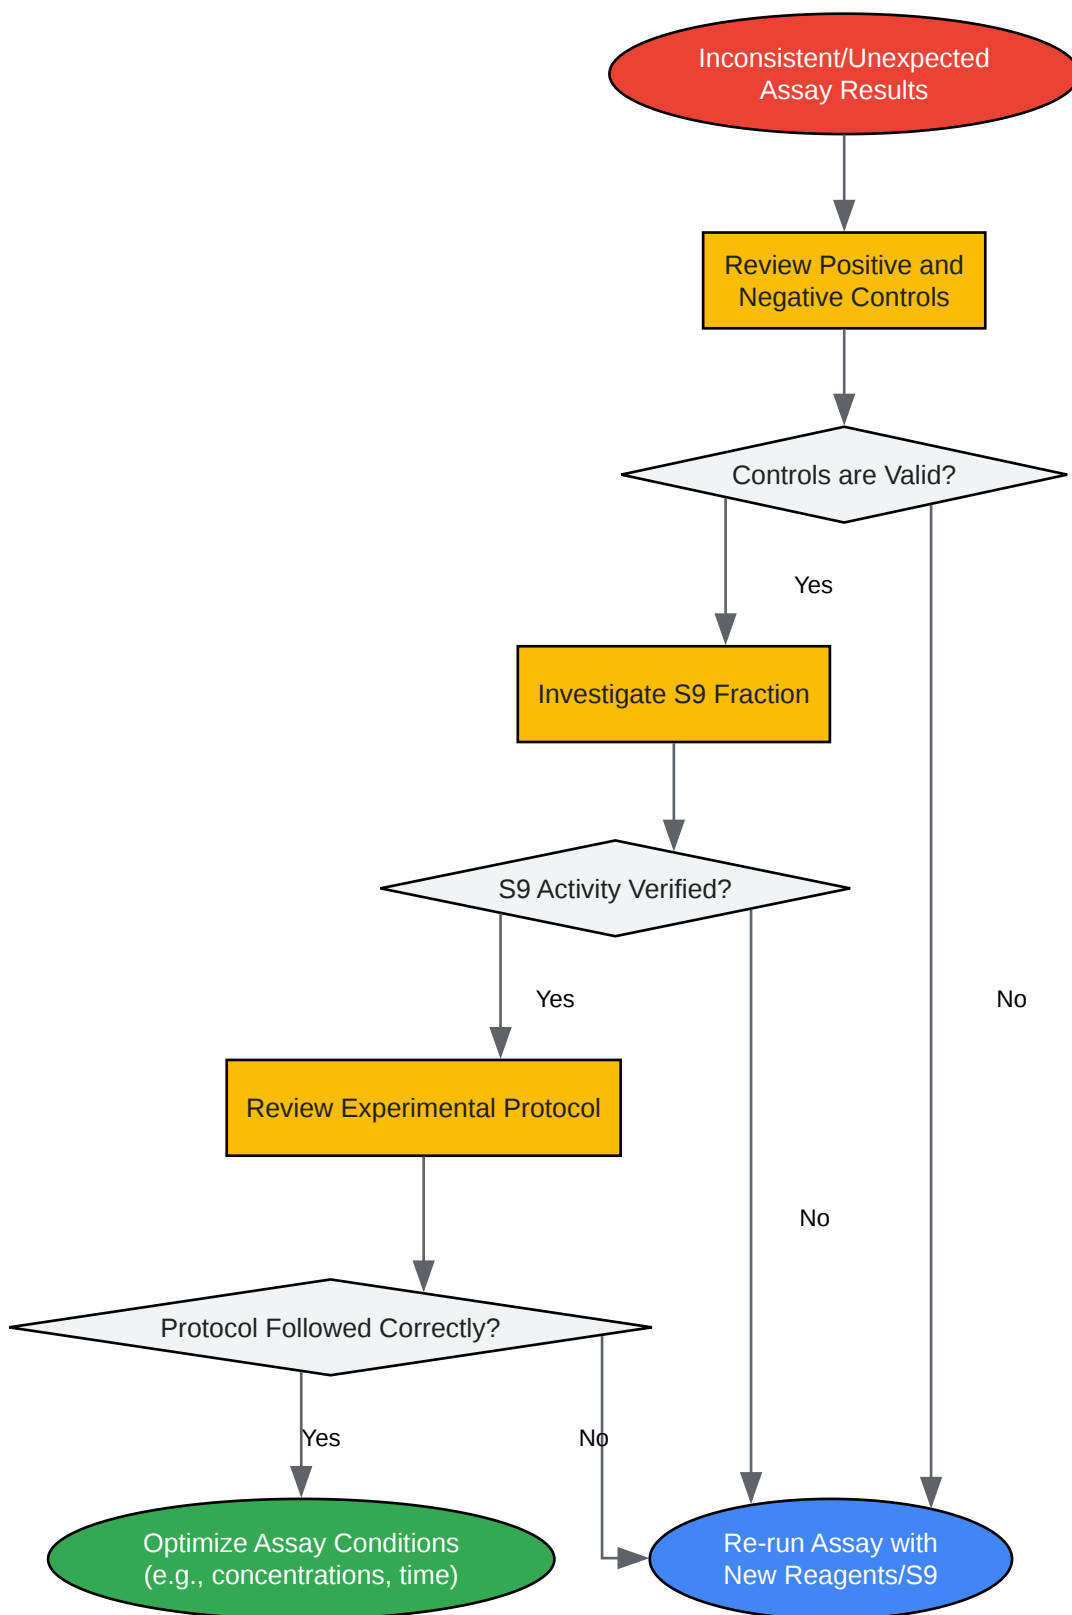 Inconsistent/Unexpected
Assay Results
Review Positive and
Negative Controls
Controls are Valid?
Yes
Investigate S9 Fraction
S9 Activity Verified?
Yes
No
Review Experimental Protocol
No
Protocol Followed Correctly?
Yes
No
Optimize Assay Conditions
(e.g., concentrations, time)
Re-run Assay with
New Reagents/S9